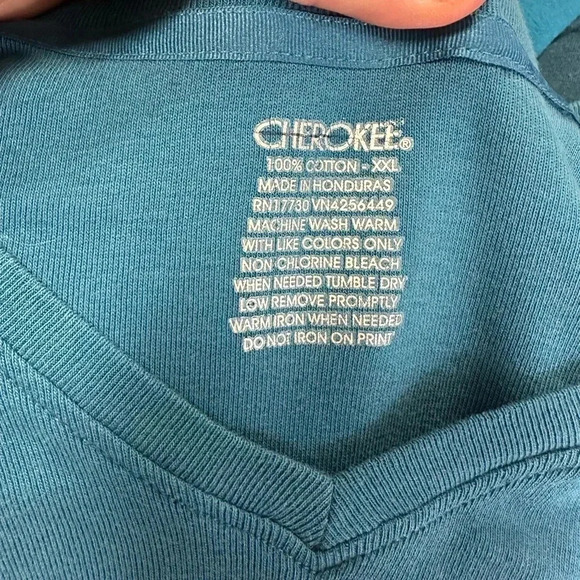 CHEROKEE®
100% COTTON - XXL
MADE IN HONDURAS
RN17730 VN4256449
MACHINE WASH WARM
WITH LIKE COLORS ONLY
NON CHLORINE BLEACH
WHEN NEEDED TUMBLE DRY
LOW REMOVE PROMPTLY
WARM IRON WHEN NEEDED
DO NOT IRON ON PRINT